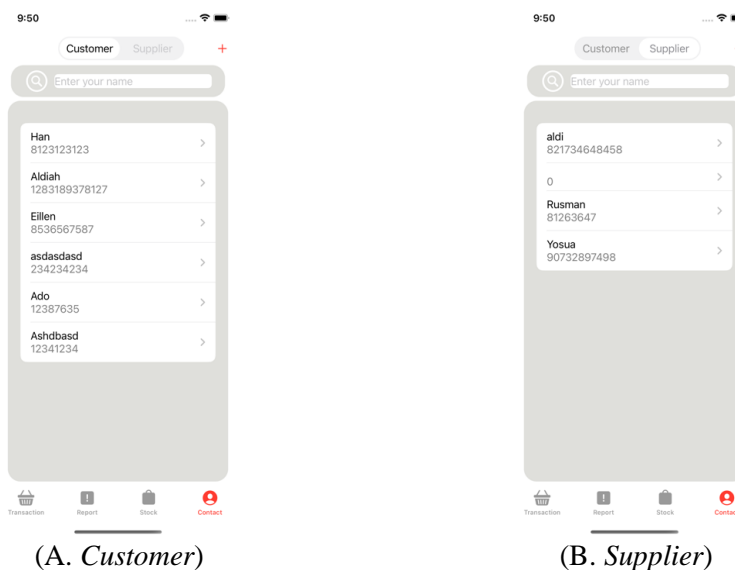 9:50
Customer Supplier +
Enter your name
Han
8123123123
Aldiah
1283189378127
Eillen
8536567587
asdasdasd
234234234
Ado
12387635
Ashdbasd
12341234
Transaction Report Stock Contact
(A. Customer)
9:50
Customer Supplier
Enter your name
aldi
821734648458
0
Rusman
81263647
Yosua
90732897498
Transaction Report Stock Contac
(B. Supplier)